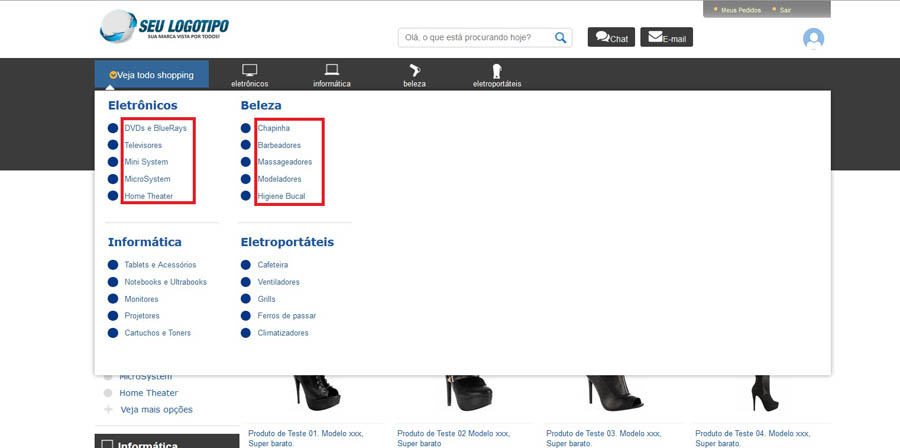 Meus Pedidos
Sair
SEU LOGOTIPO
SUA MARCA VISTA POR TODOS!
Olá, o que está procurando hoje?
Chat
E-mail
Veja todo shopping
eletrônicos
informática
beleza
eletroportáteis
Eletrônicos
DVDs e BlueRays
Televisores
Mini System
MicroSystem
Home Theater
Beleza
Chapinha
Barbeadores
Massageadores
Modeladores
Higiene Bucal
Informática
Tablets e Acessórios
Notebooks e Ultrabooks
Monitores
Projetores
Cartuchos e Toners
Eletroportáteis
Cafeteira
Ventiladores
Grills
Ferros de passar
Climatizadores
MicroSystem
Home Theater
Veja mais opções
Informática
Produto de Teste 01. Modelo xxx,
Super barato.
Produto de Teste 02 Modelo xxx,
Super barato.
Produto de Teste 03. Modelo xxx,
Super barato.
Produto de Teste 04. Modelo xxx,
Super barato.